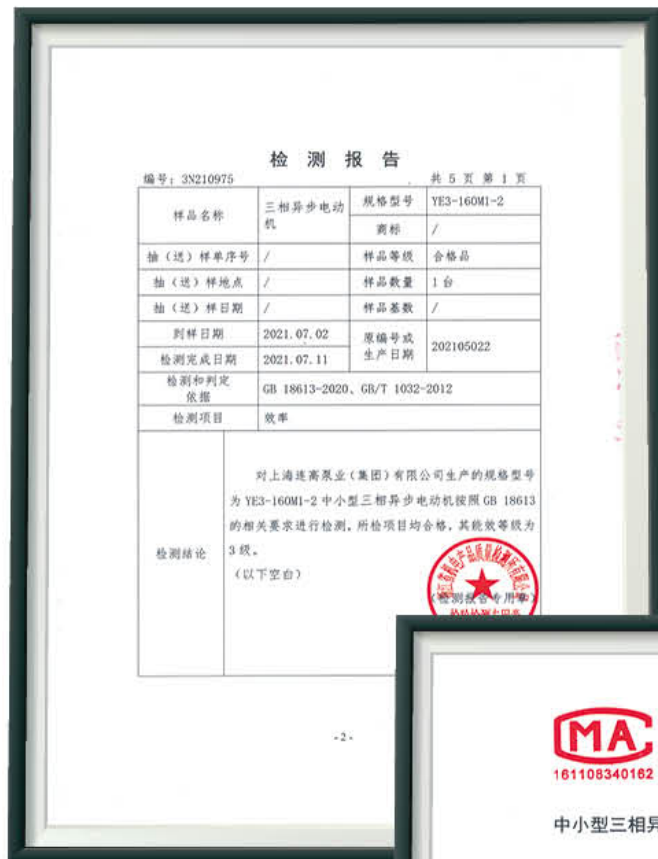 检测报告
编号：3N210975 共 5 页 第 1 页
样品名称 三相异步电动机 规格型号 YE3-160M1-2
商标 /
抽（送）样单序号 / 样品等级 合格品
抽（送）样地点 / 样品数量 1 台
抽（送）样日期 / 样品基数 /
到样日期 2021.07.02 原编号或生产日期 202105022
检测完成日期 2021.07.11
检测和判定依据 GB 18613-2020、GB/T 1032-2012
检测项目 效率
检测结论
对上海连高泵业（集团）有限公司生产的规格型号
为 YE3-160M1-2 中小型三相异步电动机按照 GB 18613
的相关要求进行检测，所检项目均合格，其能效等级为
3 级。
（以下空白）
（检测报告专用章）
-2-
MA
161108340162
中小型三相异